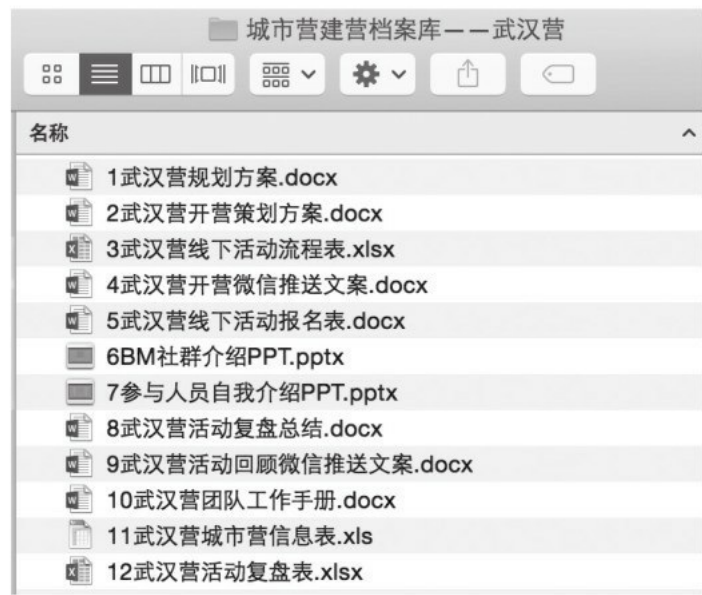 城市营建营档案库——武汉营
名称
1武汉营规划方案.docx
2武汉营开营策划方案.docx
3武汉营线下活动流程表.xlsx
4武汉营开营微信推送文案.docx
5武汉营线下活动报名表.docx
6BM社群介绍PPT.pptx
7参与人员自我介绍PPT.pptx
8武汉营活动复盘总结.docx
9武汉营活动回顾微信推送文案.docx
10武汉营团队工作手册.docx
11武汉营城市营信息表.xls
12武汉营活动复盘表.xlsx